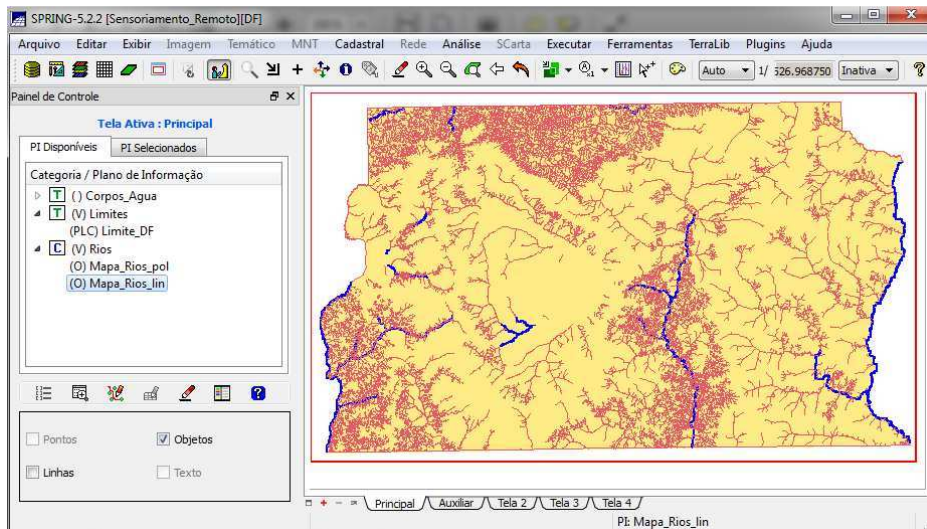 SPRING-5.2.2 [Sensoriamento_Remoto][DF]
Arquivo Editar Exibir Imagem Temático MNT Cadastral Rede Análise SCarta Executar Ferramentas TerraLib Plugins Ajuda
Auto 1/ 526.968750 Inativa
Painel de Controle
Tela Ativa : Principal
PI Disponíveis PI Selecionados
Categoria / Plano de Informação
T ( ) Corpos_Agua
T (V) Limites
(PLC) Limite_DF
C (V) Rios
(O) Mapa_Rios_pol
(O) Mapa_Rios_lin
Pontos Objetos
Linhas Texto
Principal Auxiliar Tela 2 Tela 3 Tela 4
PI: Mapa_Rios_lin